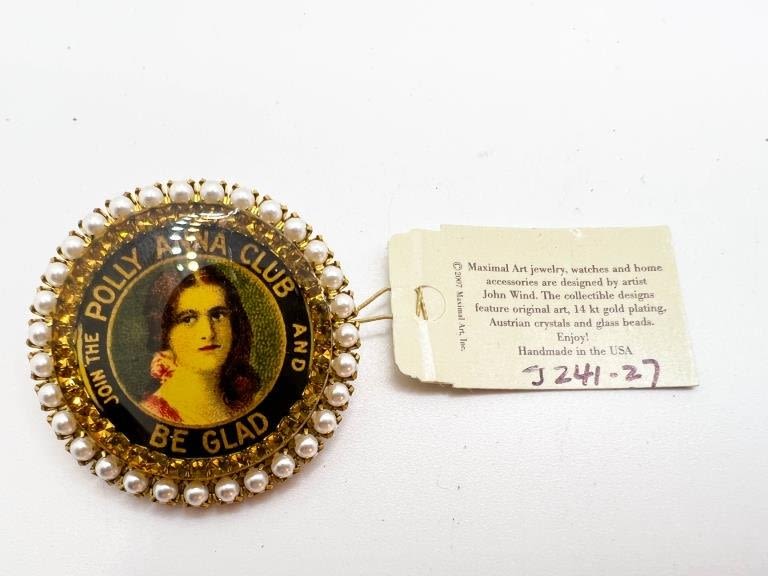 JOIN THE POLLY ANNA CLUB AND
BE GLAD
©2007 Maximal Art, Inc.
Maximal Art jewelry, watches and home
accessories are designed by artist
John Wind. The collectible designs
feature original art, 14 kt gold plating,
Austrian crystals and glass beads.
Enjoy!
Handmade in the USA
J241-27